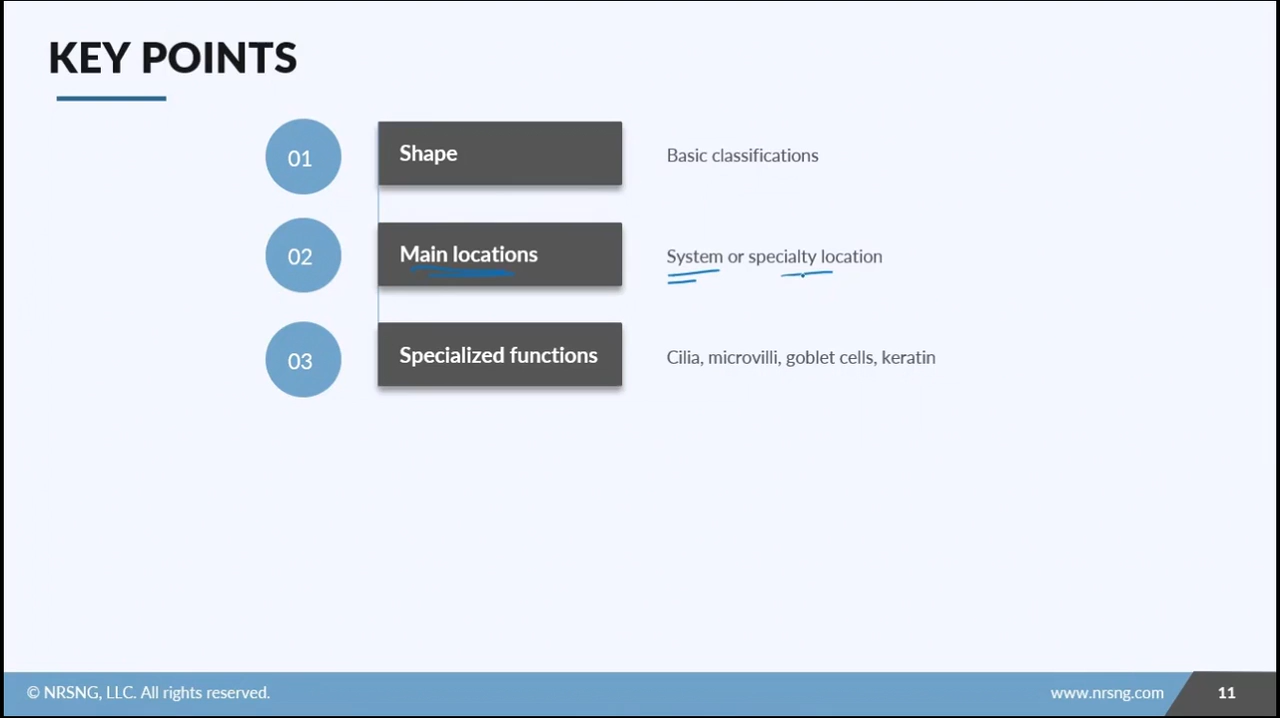 KEY POINTS
01
Shape
Basic classifications
02
Main locations
System or specialty location
03
Specialized functions
Cilia, microvilli, goblet cells, keratin
© NRSNG, LLC. All rights reserved.
www.nrsng.com
11